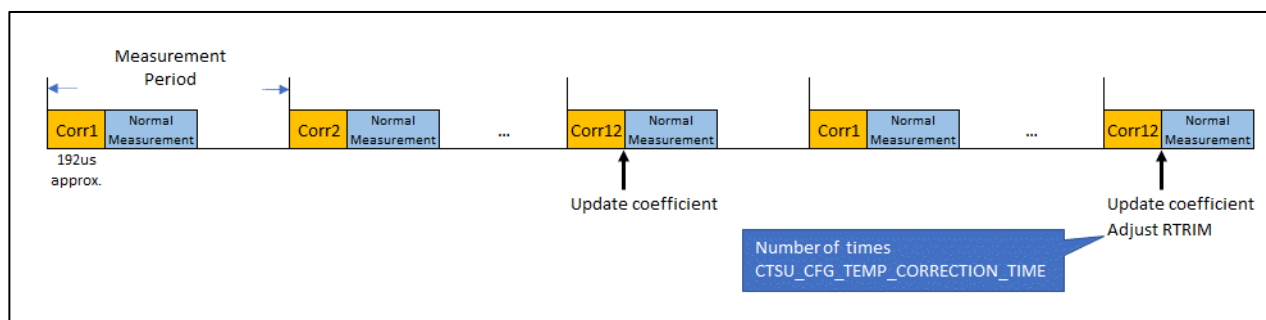 Measurement
Period
Corr1
Normal
Measurement
Corr2
Normal
Measurement
...
Corr12
Normal
Measurement
Corr1
Normal
Measurement
...
Corr12
Normal
Measurement
192us
approx.
Update coefficient
Update coefficient
Adjust RTRIM
Number of times
CTSU_CFG_TEMP_CORRECTION_TIME